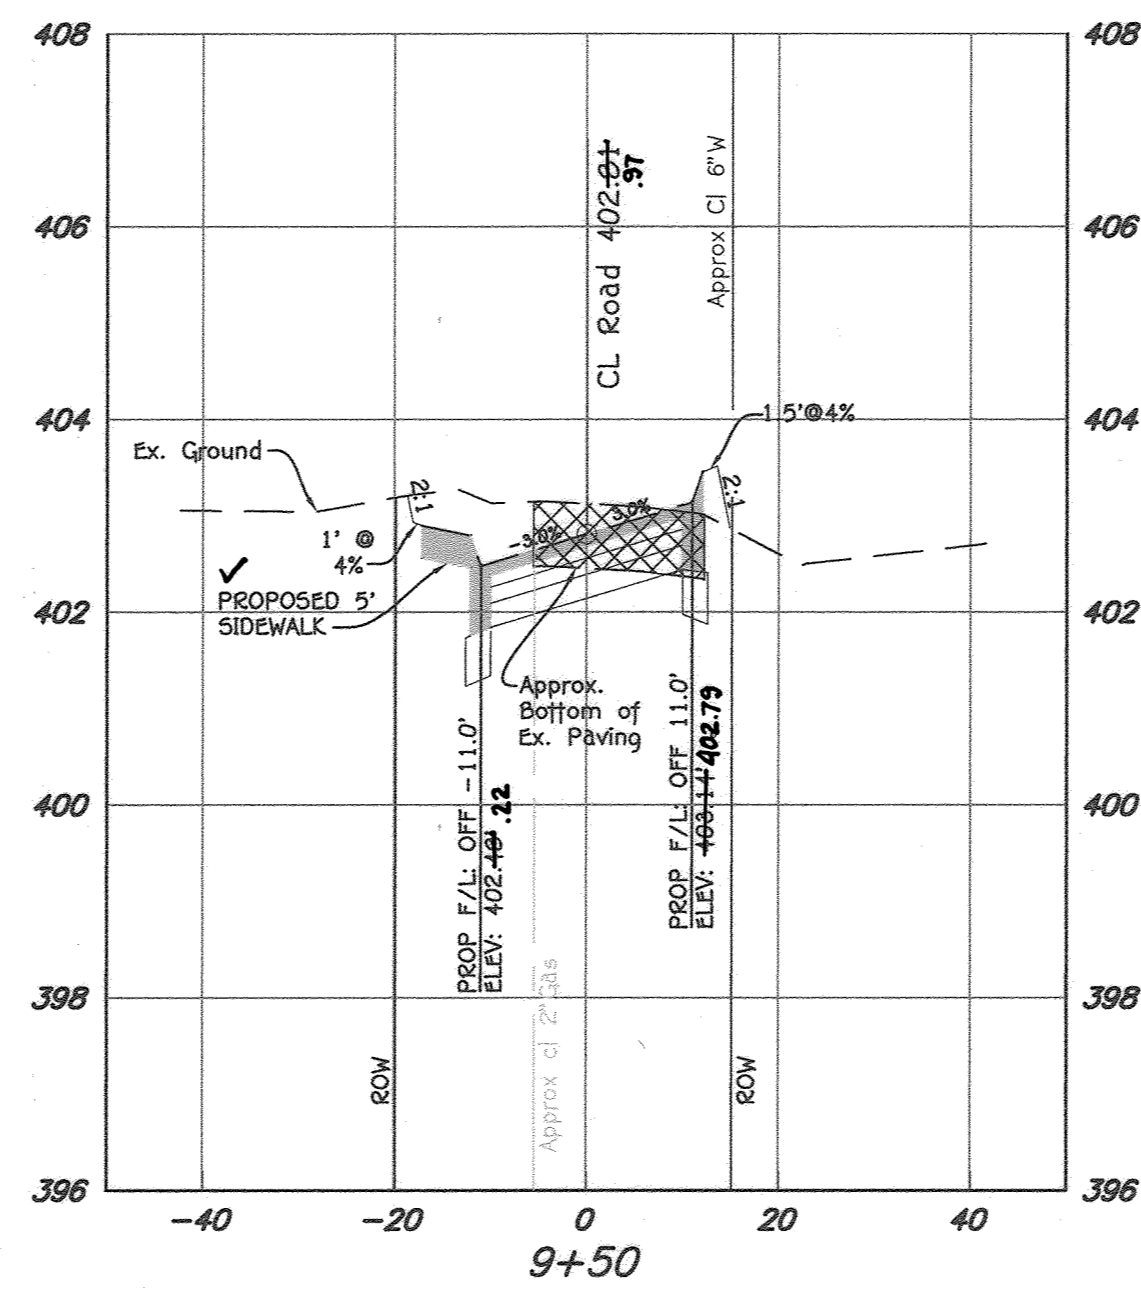 408
408
406
406
404
404
402
402
400
400
398
398
396
396
CL Road 402.81
.97
Approx Cl 6"W
1.5'@4%
Ex. Ground
2:1
2:1
-3.0%
3.0%
1' @
4%
✓
PROPOSED 5'
SIDEWALK
Approx.
Bottom of
Ex. Paving
PROP F/L: OFF -11.0'
ELEV: 402.48'
.22
PROP F/L: OFF 11.0'
ELEV: 403.14'
402.79
Approx cl 2" Gas
ROW
ROW
-40
-20
0
20
40
9+50